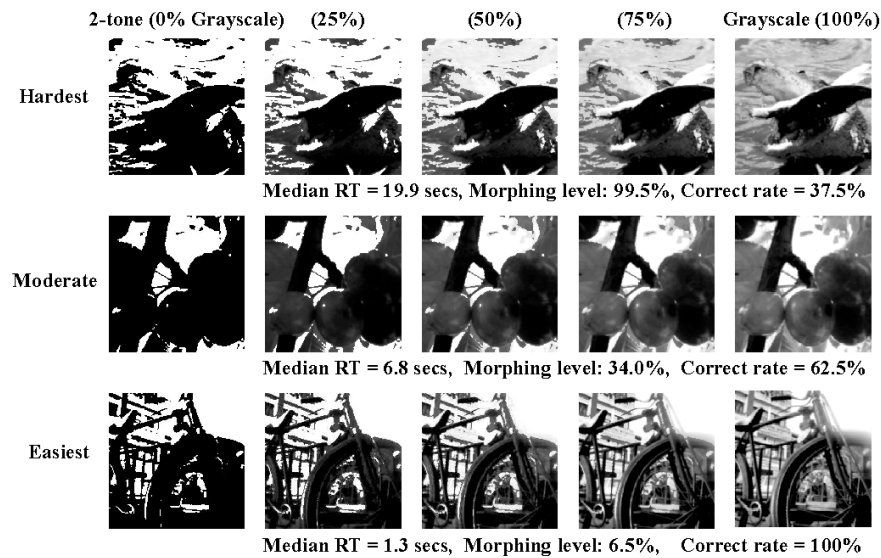 2-tone (0% Grayscale) (25%) (50%) (75%) Grayscale (100%)
Hardest
Median RT = 19.9 secs, Morphing level: 99.5%, Correct rate = 37.5%
Moderate
Median RT = 6.8 secs, Morphing level: 34.0%, Correct rate = 62.5%
Easiest
Median RT = 1.3 secs, Morphing level: 6.5%, Correct rate = 100%